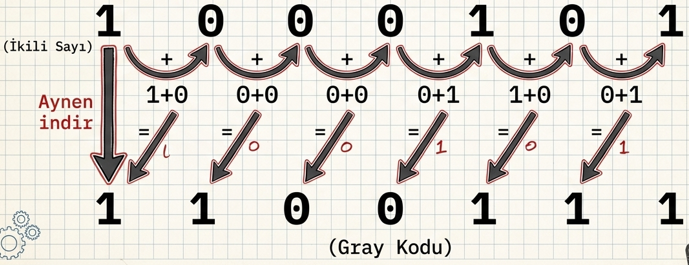 1 0 0 0 1 0 1
(İkili Sayı)
+ + + + + +
Aynen
indir
1+0 0+0 0+0 0+1 1+0 0+1
= ı = 0 = 0 = 1 = 0 = 1
1 1 0 0 1 1 1
(Gray Kodu)